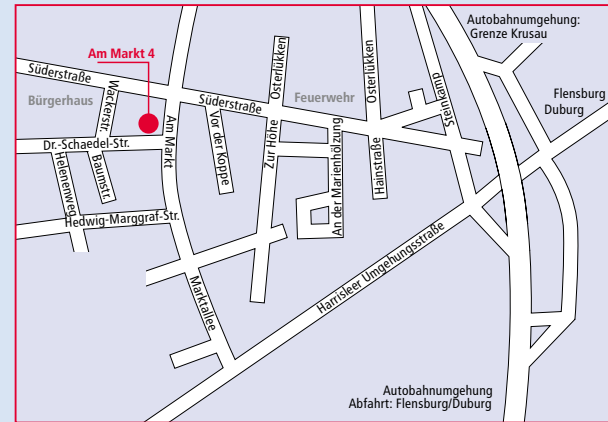 Autobahnumgehung:
Grenze Krusau
Am Markt 4
Süderstraße
Osterlükken
Osterlükken
Bürgerhaus
Wackerstr.
Süderstraße
Feuerwehr
Steinkamp
Flensburg
Duburg
Dr.-Schaedel-Str.
Am Markt
Vor der Koppe
Zur Höhe
An der Marienhölzung
Hainstraße
Helenenweg
Baumstr.
Hedwig-Marggraf-Str.
Marktallee
Harrisleer Umgehungsstraße
Autobahnumgehung
Abfahrt: Flensburg/Duburg